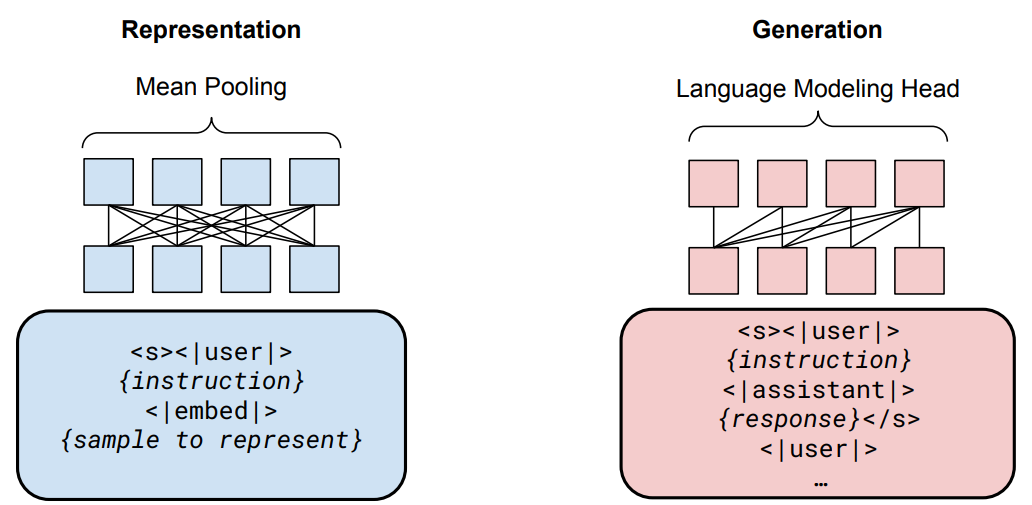 Representation
Mean Pooling
<s><|user|>
{instruction}
<|embed|>
{sample to represent}
Generation
Language Modeling Head
<s><|user|>
{instruction}
<|assistant|>
{response}</s>
<|user|>
…